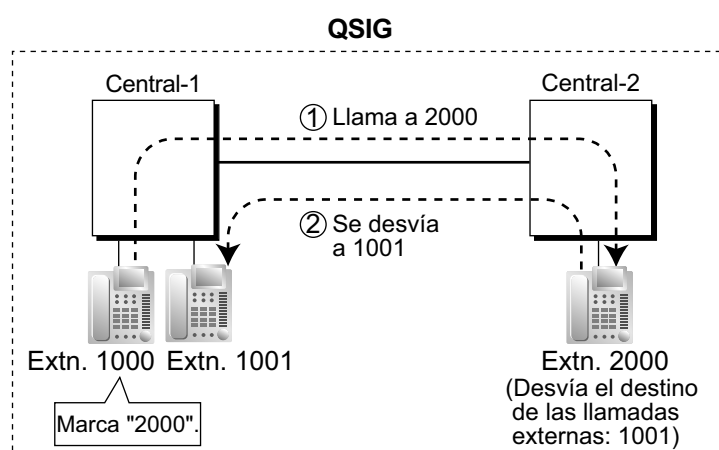 QSIG
Central-1
Central-2
① Llama a 2000
② Se desvía
a 1001
Extn. 1000
Extn. 1001
Extn. 2000
(Desvía el destino
de las llamadas
externas: 1001)
Marca "2000".